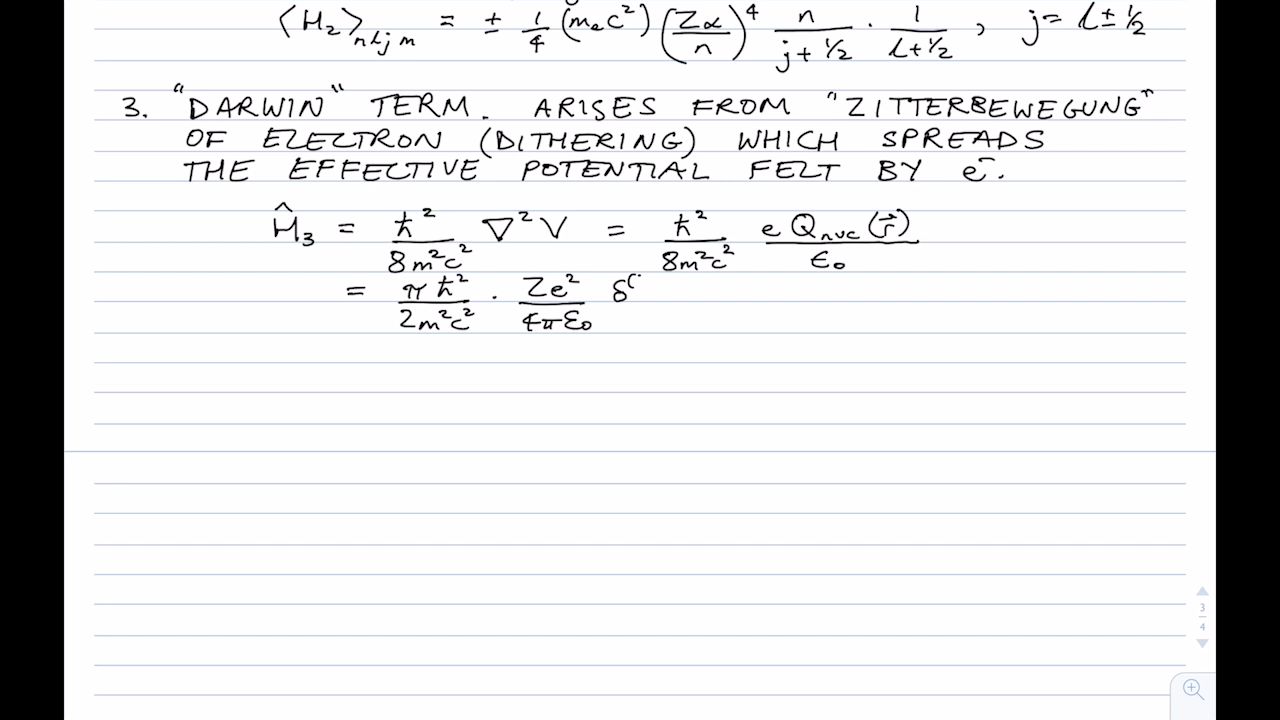 ⟨H₂⟩nljm = ± 1/4 (mₑc²) (Zα/n)⁴ n/(j+½) · 1/(l+½) , j = l ± ½
3. "DARWIN" TERM. ARISES FROM "ZITTERBEWEGUNG"
OF ELECTRON (DITHERING) WHICH SPREADS
THE EFFECTIVE POTENTIAL FELT BY e⁻.
Ĥ₃ = ħ²/8m²c² ∇²V = ħ²/8m²c² e Qnuc(r⃗)/ε₀
= πħ²/2m²c² · Ze²/4πε₀ δ⁽
3
4